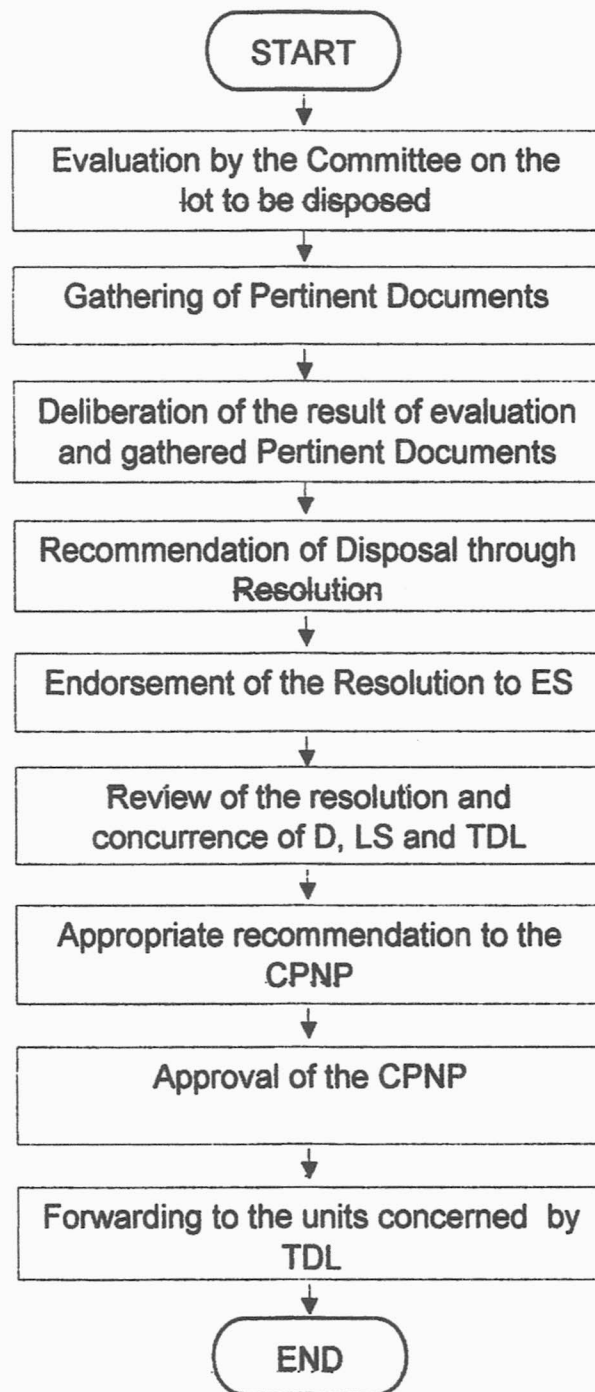 START
Evaluation by the Committee on the
lot to be disposed
Gathering of Pertinent Documents
Deliberation of the result of evaluation
and gathered Pertinent Documents
Recommendation of Disposal through
Resolution
Endorsement of the Resolution to ES
Review of the resolution and
concurrence of D, LS and TDL
Appropriate recommendation to the
CPNP
Approval of the CPNP
Forwarding to the units concerned by
TDL
END